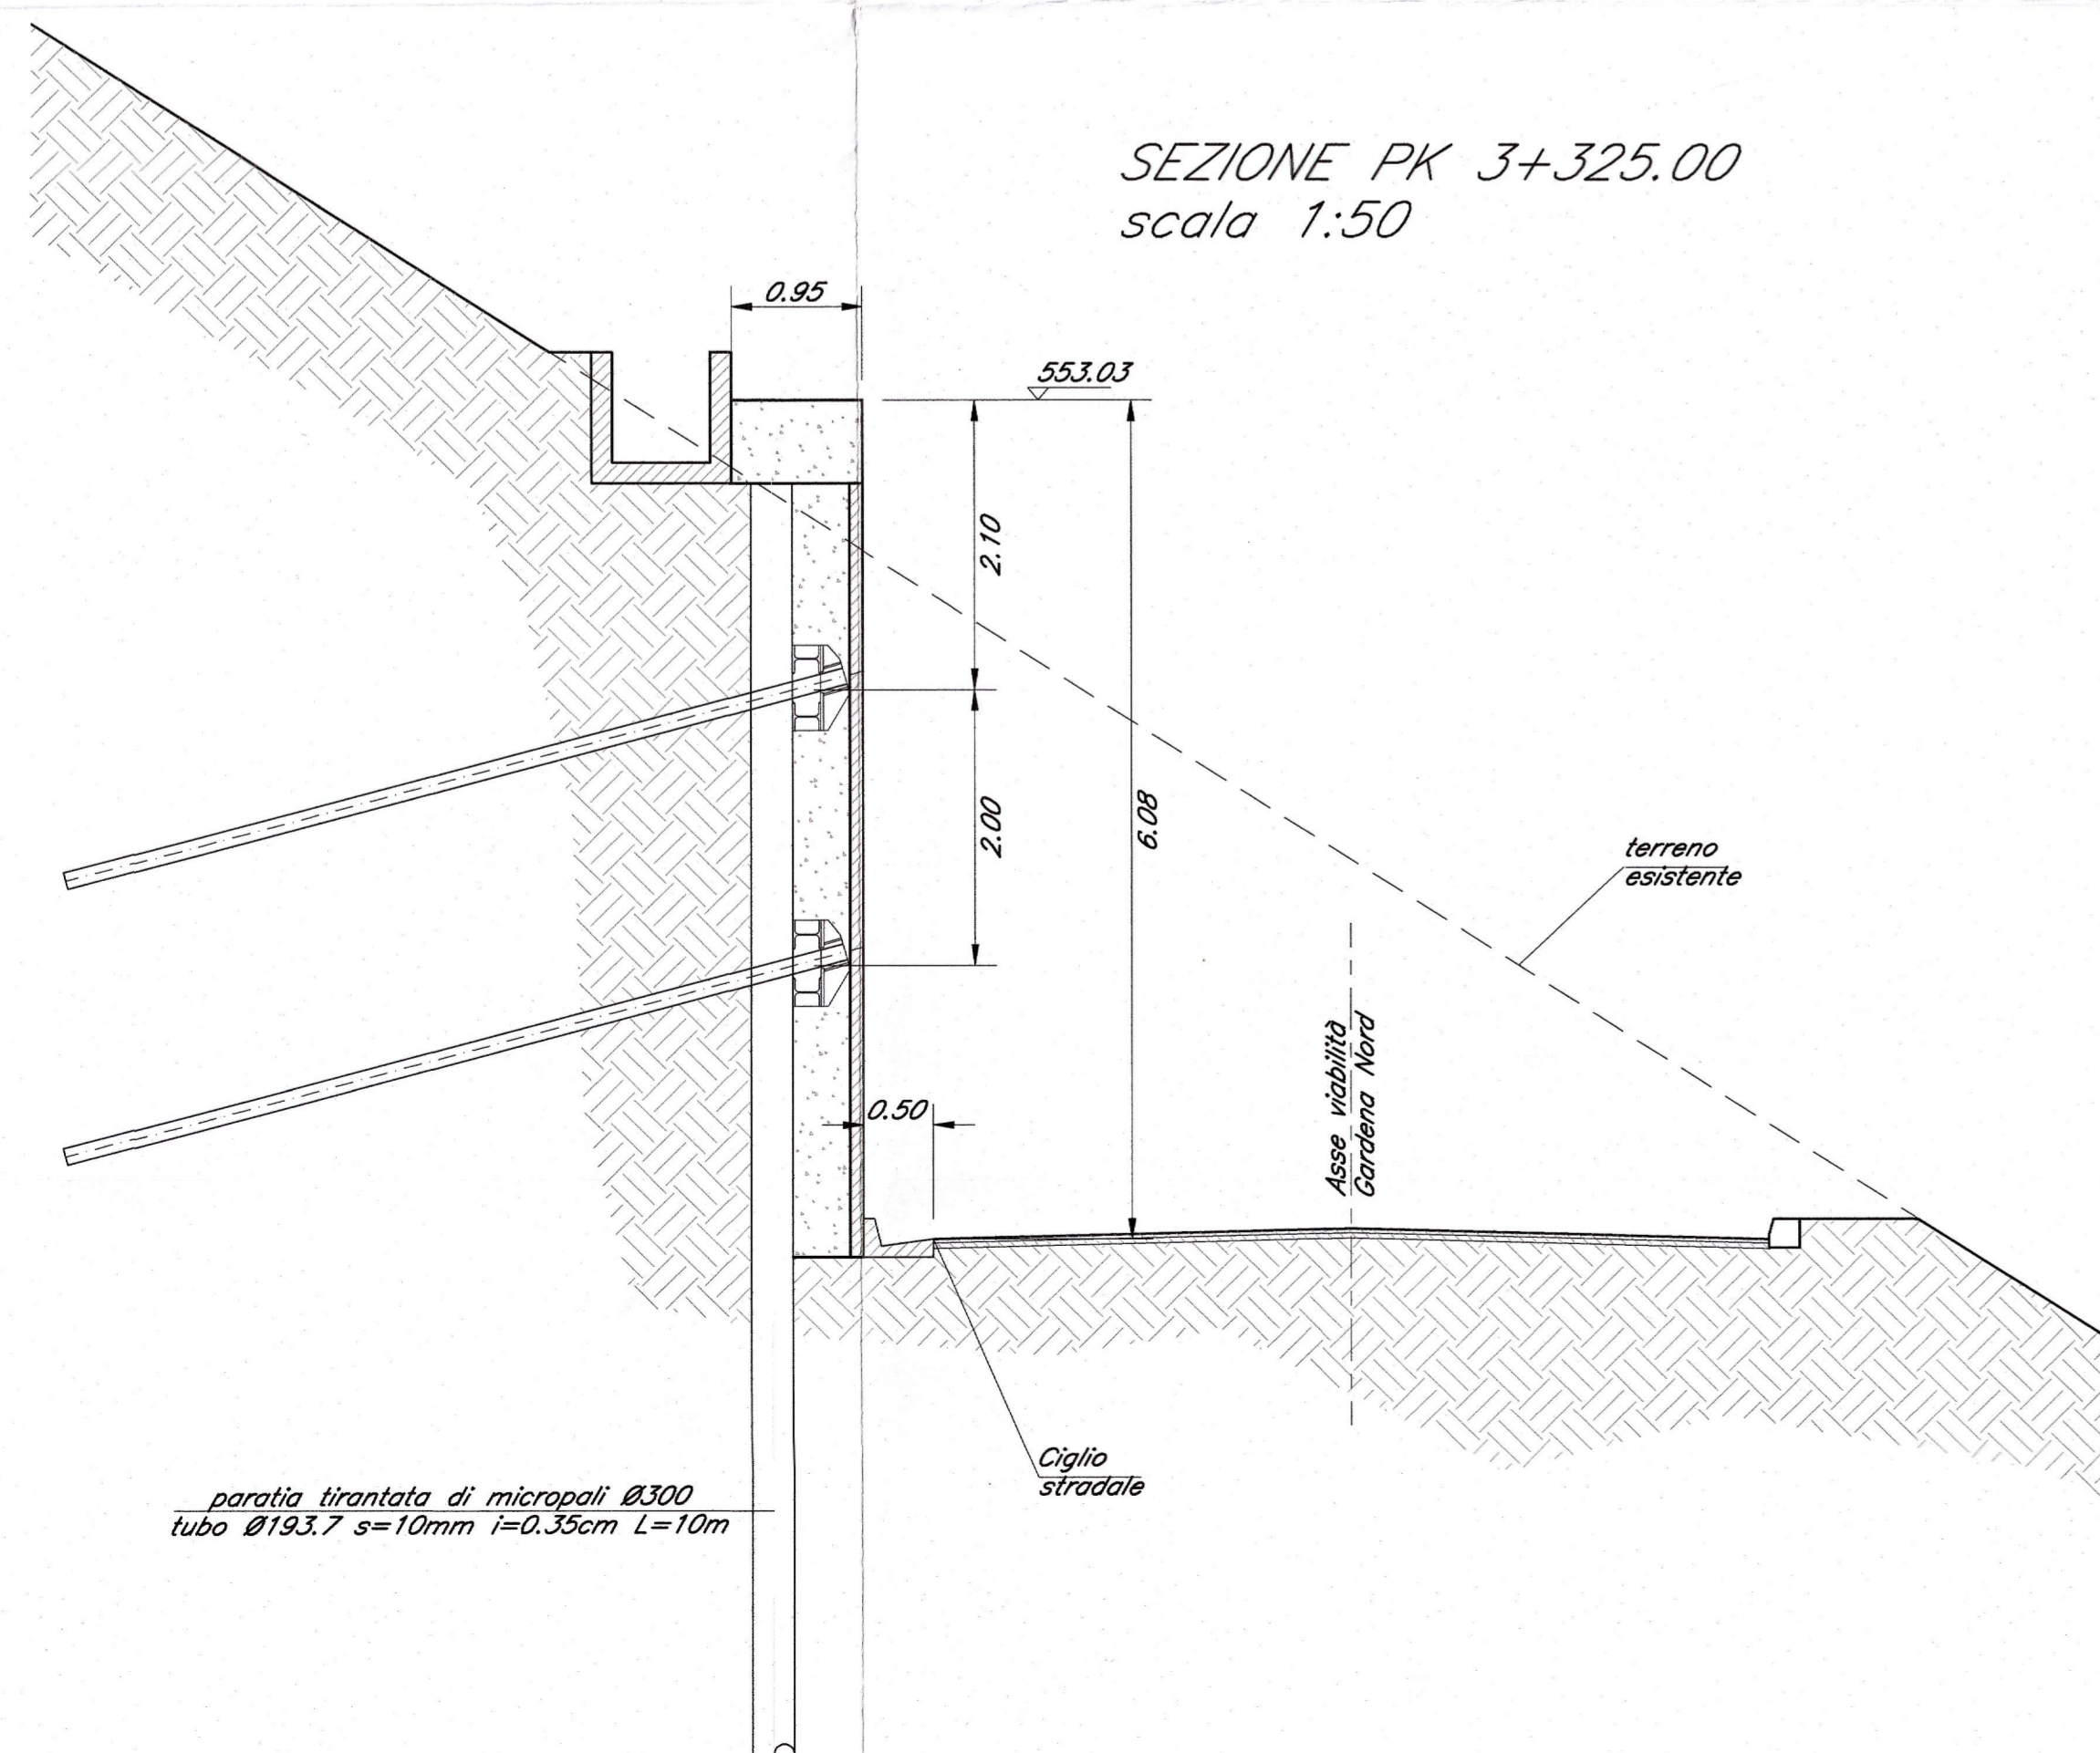 SEZIONE PK 3+325.00
scala 1:50
0.95
553.03
2.10
2.00
6.08
terreno
esistente
Asse viabilità
Gardena Nord
0.50
Ciglio
stradale
paratia tirantata di micropali Ø300
tubo Ø193.7 s=10mm i=0.35cm L=10m